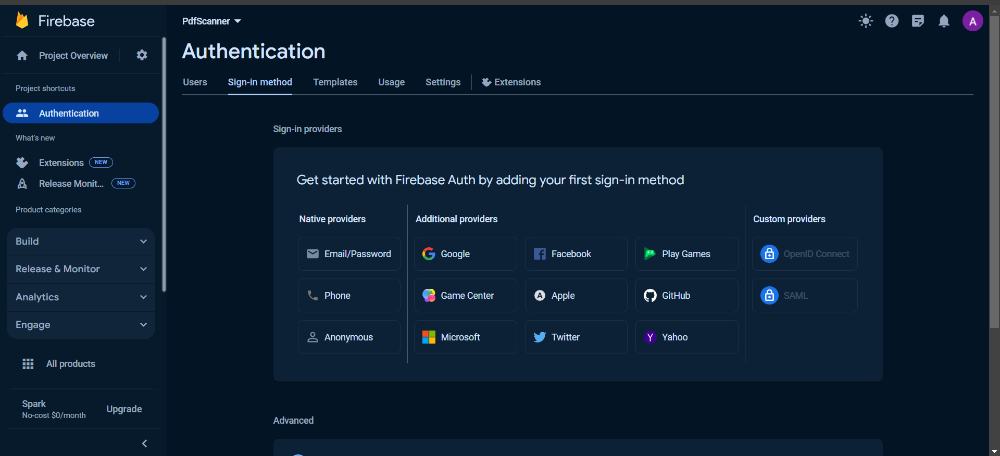 Firebase
Project Overview
Project shortcuts
Authentication
What's new
Extensions NEW
Release Monit... NEW
Product categories
Build
Release & Monitor
Analytics
Engage
All products
Spark
No-cost $0/month
Upgrade
PdfScanner
A
Authentication
Users Sign-in method Templates Usage Settings Extensions
Sign-in providers
Get started with Firebase Auth by adding your first sign-in method
Native providers
Email/Password
Phone
Anonymous
Additional providers
Google Facebook Play Games
Game Center Apple GitHub
Microsoft Twitter Yahoo
Custom providers
OpenID Connect
SAML
Advanced